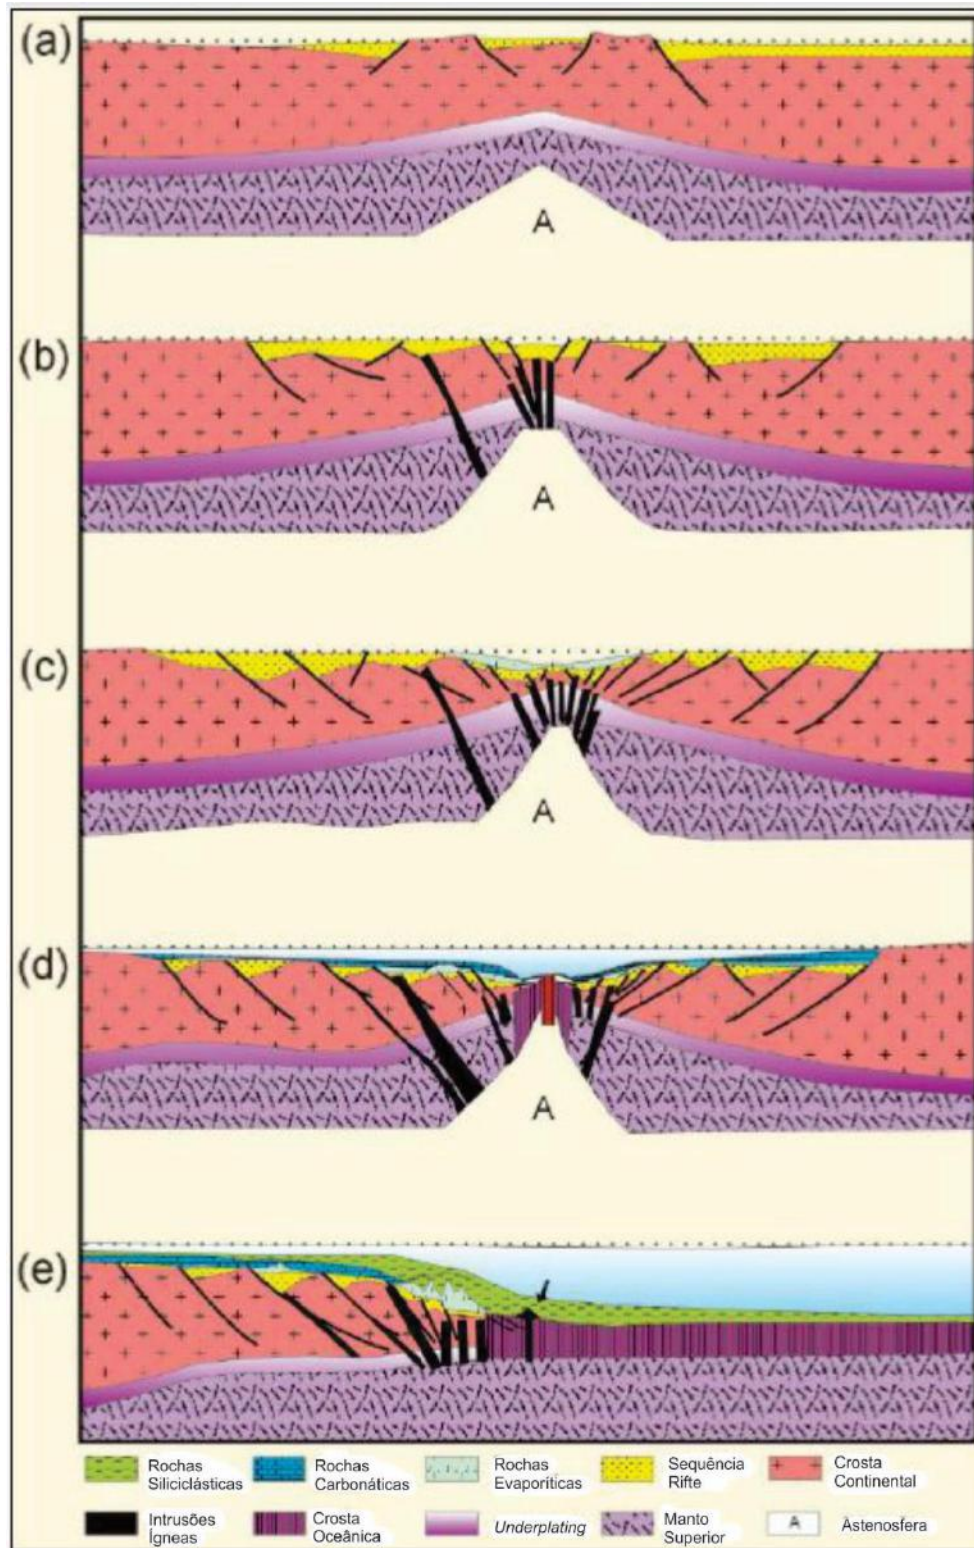 (a)
A
(b)
A
(c)
A
(d)
A
(e)
Rochas
Siliciclásticas
Rochas
Carbonáticas
Rochas
Evaporíticas
Sequência
Rifte
Crosta
Continental
Intrusões
Ígneas
Crosta
Oceânica
Underplating
Manto
Superior
A
Astenosfera